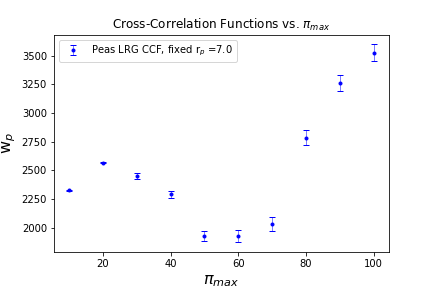 Cross-Correlation Functions vs. π_max
Peas LRG CCF, fixed r_p =7.0
3500
3250
3000
2750
2500
2250
2000
w_p
20 40 60 80 100
π_max